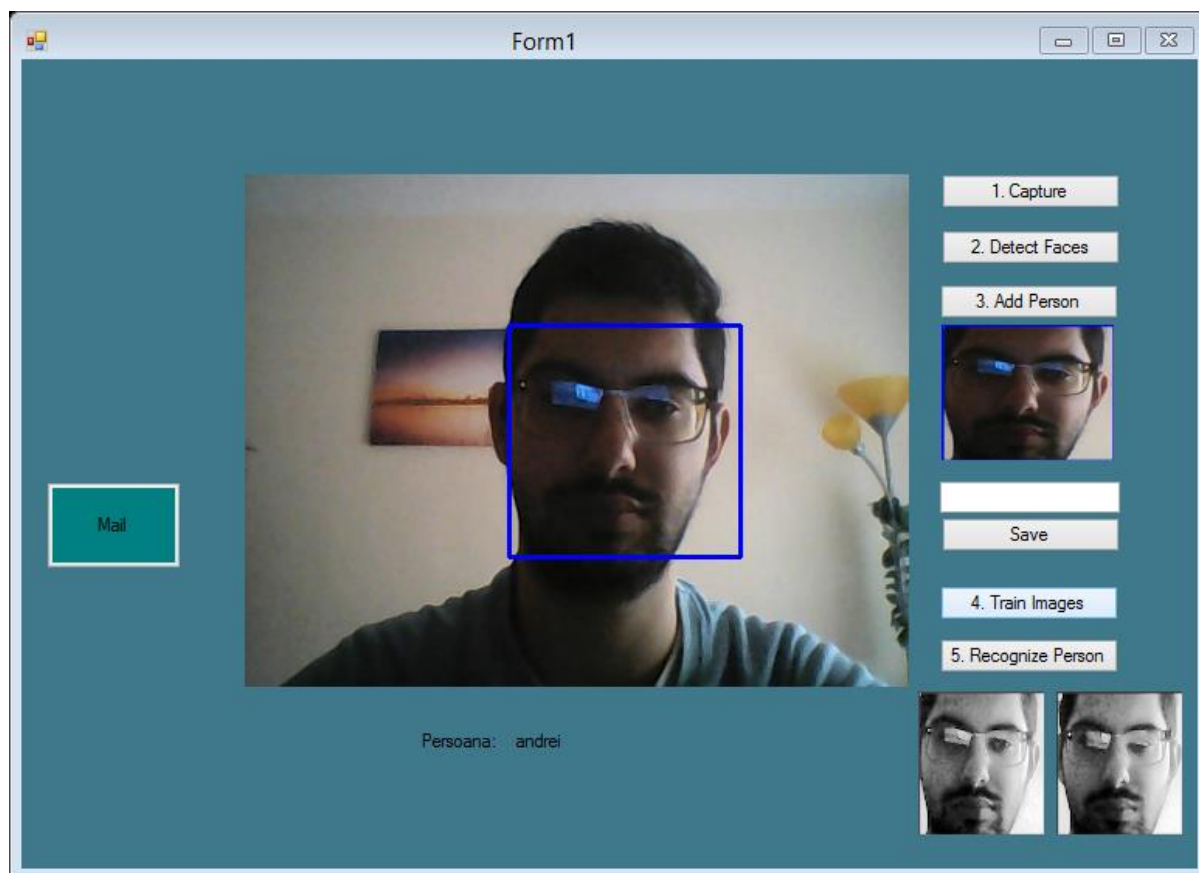 Form1
1. Capture
2. Detect Faces
3. Add Person
Mail
Save
4. Train Images
5. Recognize Person
Persoana: andrei